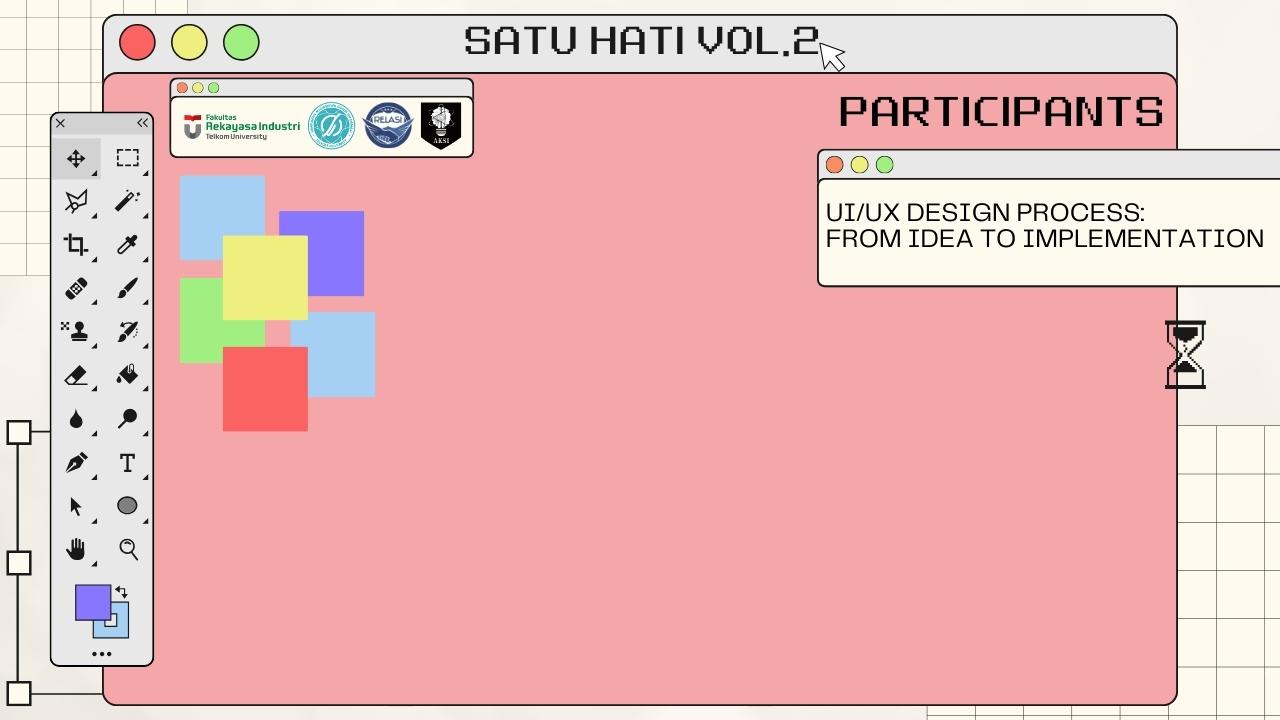 SATU HATI VOL.2
Fakultas
Rekayasa Industri
Telkom University
RELASI
AKSI
PARTICIPANTS
UI/UX DESIGN PROCESS:
FROM IDEA TO IMPLEMENTATION
T